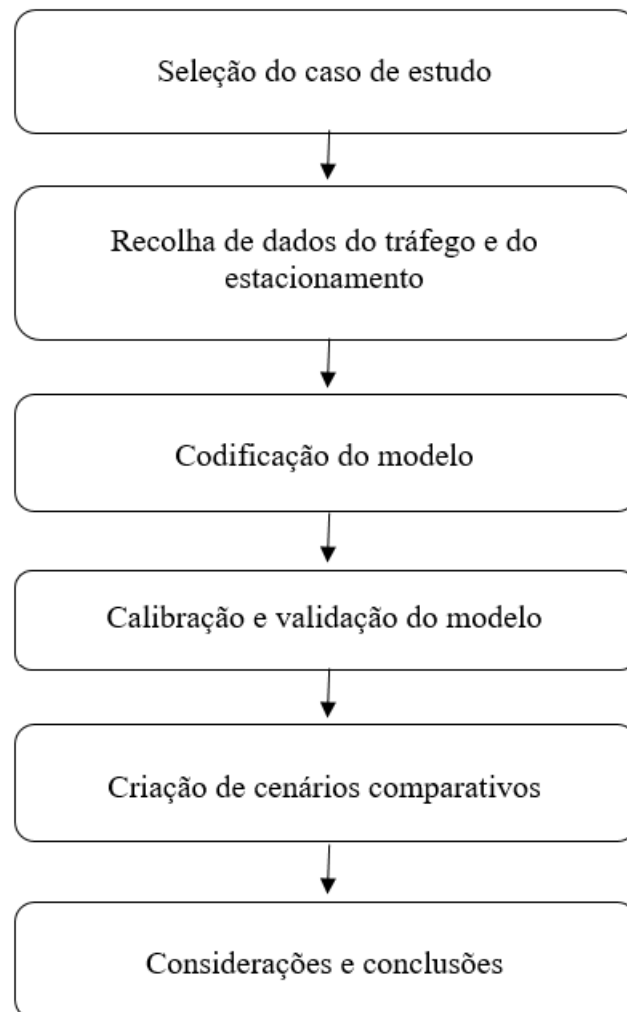 Seleção do caso de estudo
Recolha de dados do tráfego e do
estacionamento
Codificação do modelo
Calibração e validação do modelo
Criação de cenários comparativos
Considerações e conclusões